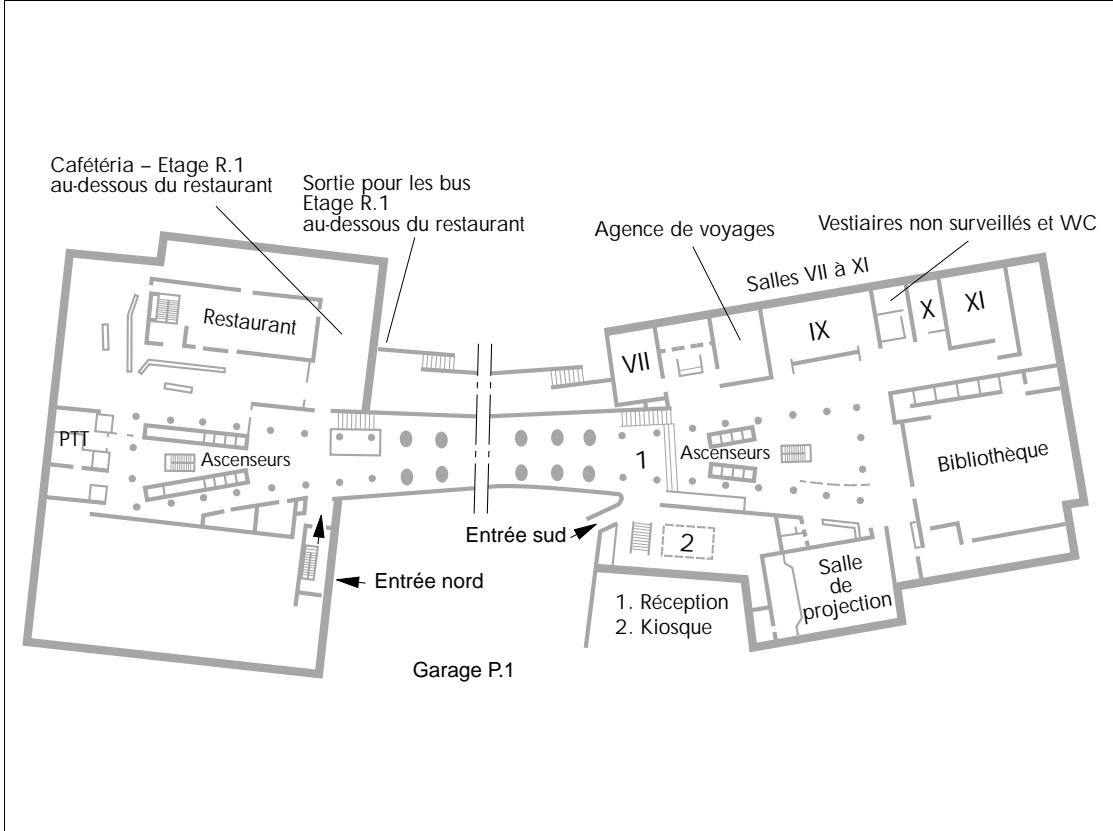 Cafétéria – Etage R.1
au-dessous du restaurant
Sortie pour les bus
Etage R.1
au-dessous du restaurant
Agence de voyages
Vestiaires non surveillés et WC
Salles VII à XI
Restaurant
VII
IX
X
XI
PTT
Ascenseurs
1
Ascenseurs
Bibliothèque
Entrée sud
2
Entrée nord
Salle
de
projection
1. Réception
2. Kiosque
Garage P.1